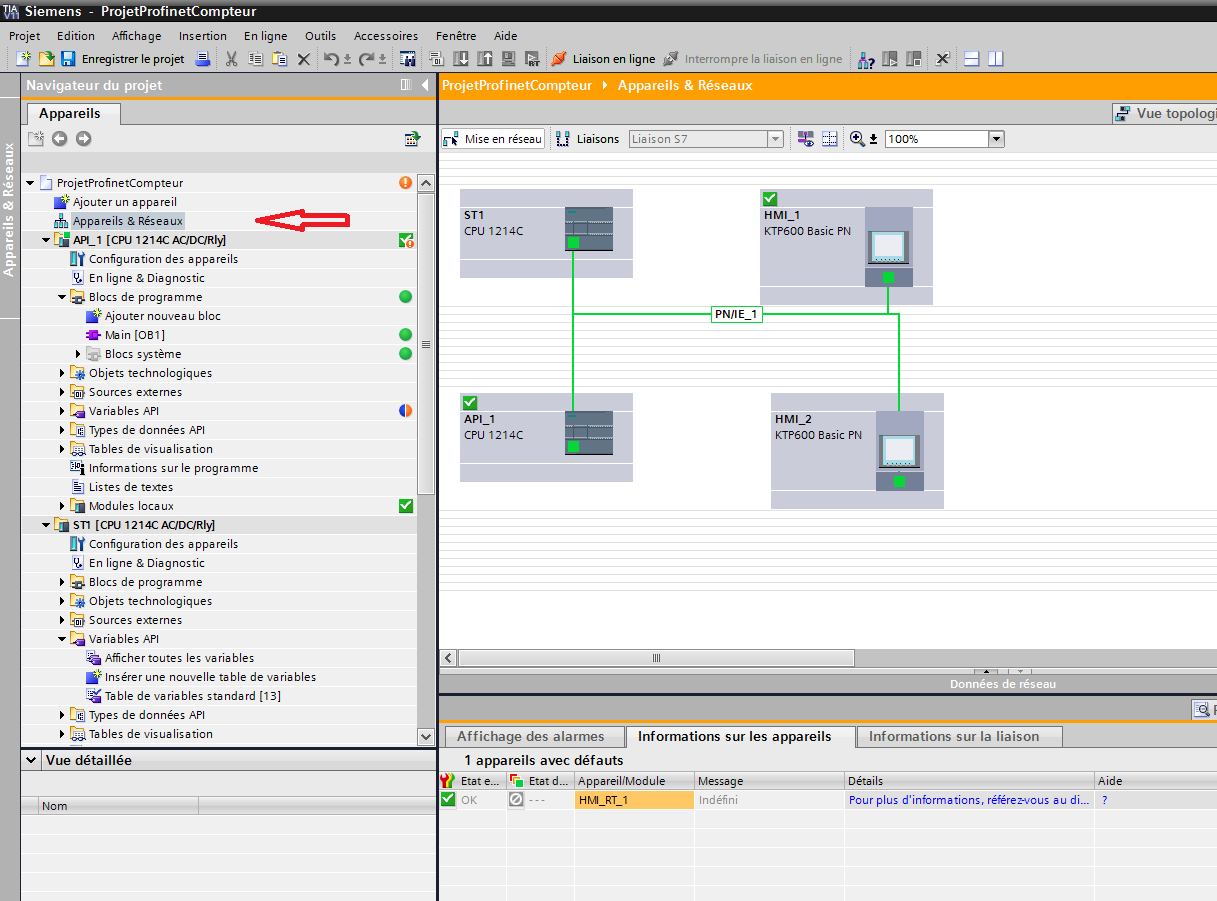 TIA
V11
Siemens - ProjetProfinetCompteur
Projet Edition Affichage Insertion En ligne Outils Accessoires Fenêtre Aide
Enregistrer le projet Liaison en ligne Interrompre la liaison en ligne
Navigateur du projet
Appareils
Appareils & Réseaux
ProjetProfinetCompteur
Ajouter un appareil
Appareils & Réseaux
API_1 [CPU 1214C AC/DC/Rly]
Configuration des appareils
En ligne & Diagnostic
Blocs de programme
Ajouter nouveau bloc
Main [OB1]
Blocs système
Objets technologiques
Sources externes
Variables API
Types de données API
Tables de visualisation
Informations sur le programme
Listes de textes
Modules locaux
ST1 [CPU 1214C AC/DC/Rly]
Configuration des appareils
En ligne & Diagnostic
Blocs de programme
Objets technologiques
Sources externes
Variables API
Afficher toutes les variables
Insérer une nouvelle table de variables
Table de variables standard [13]
Types de données API
Tables de visualisation
Vue détaillée
Nom
ProjetProfinetCompteur Appareils & Réseaux
Vue topologi
Mise en réseau Liaisons Liaison S7 100%
ST1
CPU 1214C
HMI_1
KTP600 Basic PN
PN/IE_1
API_1
CPU 1214C
HMI_2
KTP600 Basic PN
Données de réseau
Affichage des alarmes Informations sur les appareils Informations sur la liaison
1 appareils avec défauts
Etat e... Etat d... Appareil/Module Message Détails Aide
OK --- HMI_RT_1 Indéfini Pour plus d'informations, référez-vous au di... ?